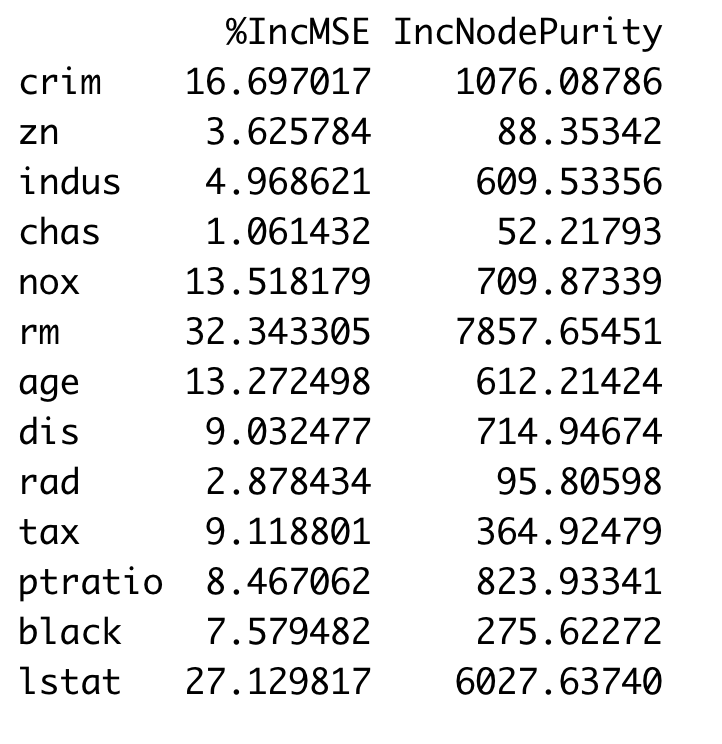 %IncMSE IncNodePurity
crim 16.697017 1076.08786
zn 3.625784 88.35342
indus 4.968621 609.53356
chas 1.061432 52.21793
nox 13.518179 709.87339
rm 32.343305 7857.65451
age 13.272498 612.21424
dis 9.032477 714.94674
rad 2.878434 95.80598
tax 9.118801 364.92479
ptratio 8.467062 823.93341
black 7.579482 275.62272
lstat 27.129817 6027.63740